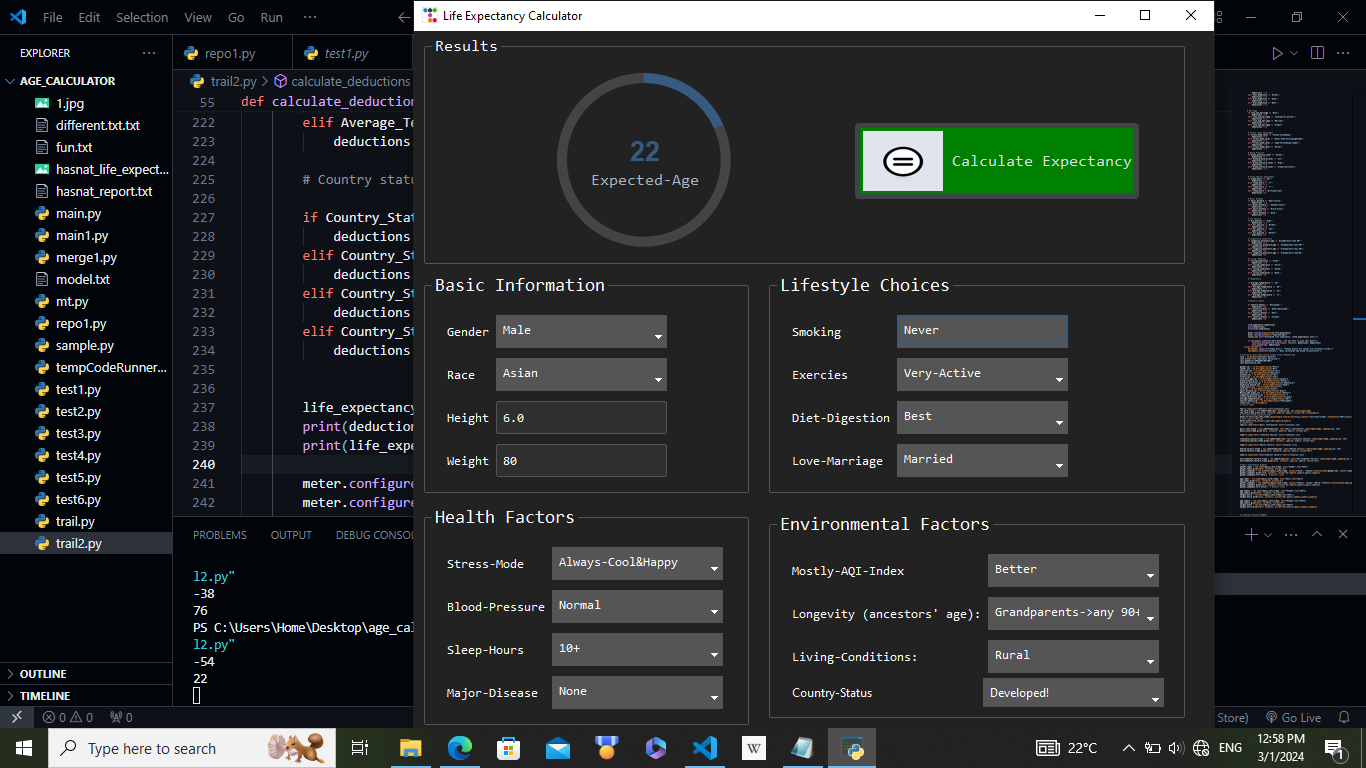 File Edit Selection View Go Run ···
Life Expectancy Calculator
EXPLORER ···
repo1.py
test1.py
AGE_CALCULATOR
1.jpg
different.txt.txt
fun.txt
hasnat_life_expect...
hasnat_report.txt
main.py
main1.py
merge1.py
model.txt
mt.py
repo1.py
sample.py
tempCodeRunner...
test1.py
test2.py
test3.py
test4.py
test5.py
test6.py
trail.py
trail2.py
OUTLINE
TIMELINE
trail2.py > calculate_deductions
55 def calculate_deduction
222 elif Average_Te
223 deductions
224
225 # Country statu
226
227 if Country_Stat
228 deductions
229 elif Country_St
230 deductions
231 elif Country_St
232 deductions
233 elif Country_St
234 deductions
235
236
237 life_expectancy
238 print(deduction
239 print(life_expe
240
241 meter.configure
242 meter.configure
PROBLEMS OUTPUT DEBUG CONSOL
l2.py"
-38
76
PS C:\Users\Home\Desktop\age_cal
l2.py"
-54
22
Results
22
Expected-Age
Calculate Expectancy
Basic Information
Gender Male
Race Asian
Height 6.0
Weight 80
Lifestyle Choices
Smoking Never
Exercies Very-Active
Diet-Digestion Best
Love-Marriage Married
Health Factors
Stress-Mode Always-Cool&Happy
Blood-Pressure Normal
Sleep-Hours 10+
Major-Disease None
Environmental Factors
Mostly-AQI-Index Better
Longevity (ancestors' age): Grandparents->any 90+
Living-Conditions: Rural
Country-Status Developed!
0 0 0
Store) Go Live
Type here to search
W
22°C
ENG
12:58 PM
3/1/2024
1